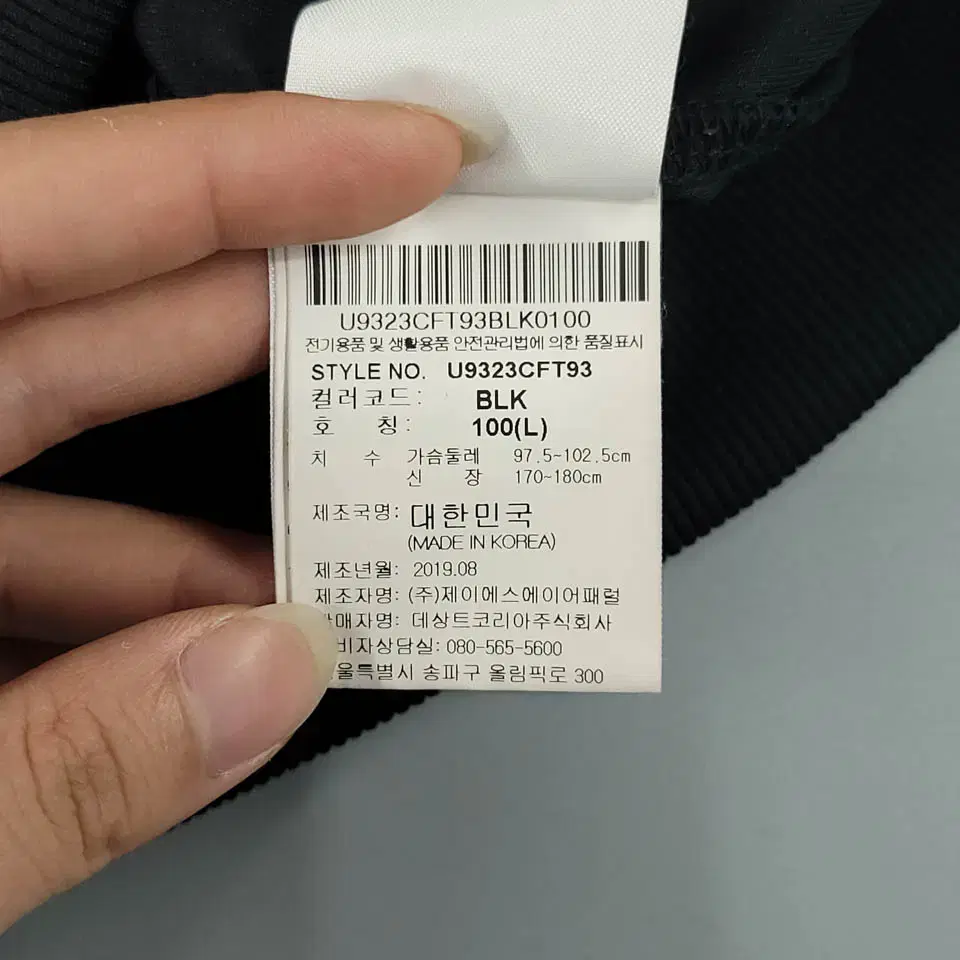 U9323CFT93BLK0100
전기용품 및 생활용품 안전관리법에 의한 품질표시
STYLE NO. U9323CFT93
컬러코드: BLK
호 칭: 100(L)
치 수 가슴둘레 97.5~102.5cm
신 장 170~180cm
제조국명: 대한민국
(MADE IN KOREA)
제조년월: 2019.08
제조자명: (주)제이에스에이어패럴
매자명: 데상트코리아주식회사
비자상담실: 080-565-5600
울특별시 송파구 올림픽로 300